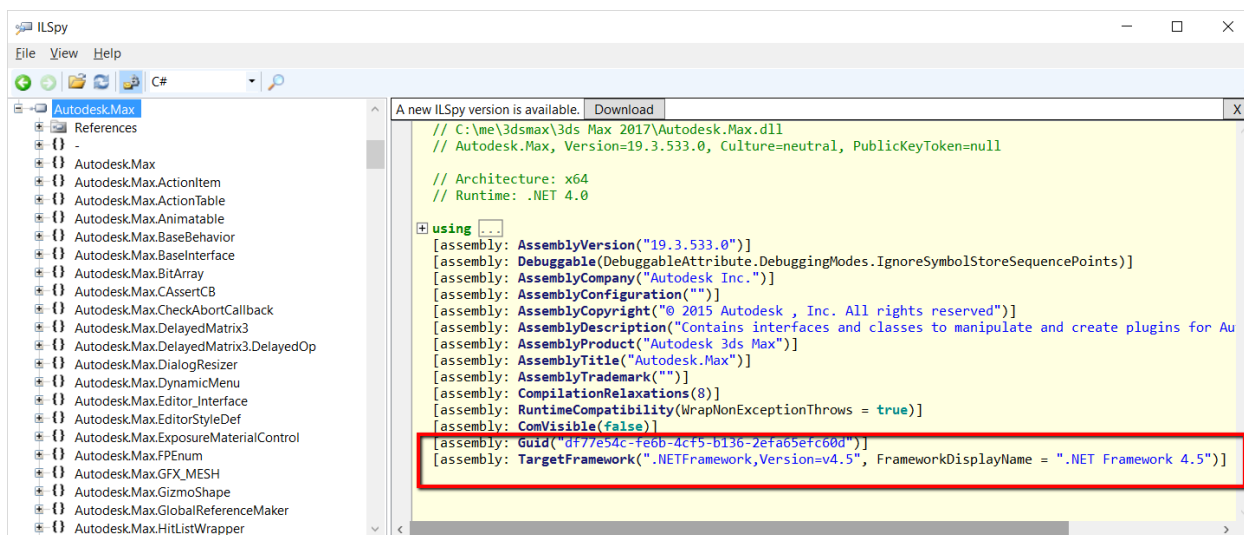 ILSpy
File View Help
C#
Autodesk.Max
References
-
Autodesk.Max
Autodesk.Max.ActionItem
Autodesk.Max.ActionTable
Autodesk.Max.Animatable
Autodesk.Max.BaseBehavior
Autodesk.Max.BaseInterface
Autodesk.Max.BitArray
Autodesk.Max.CAssertCB
Autodesk.Max.CheckAbortCallback
Autodesk.Max.DelayedMatrix3
Autodesk.Max.DelayedMatrix3.DelayedOp
Autodesk.Max.DialogResizer
Autodesk.Max.DynamicMenu
Autodesk.Max.Editor_Interface
Autodesk.Max.EditorStyleDef
Autodesk.Max.ExposureMaterialControl
Autodesk.Max.FPEnum
Autodesk.Max.GFX_MESH
Autodesk.Max.GizmoShape
Autodesk.Max.GlobalReferenceMaker
Autodesk.Max.HitListWrapper
A new ILSpy version is available. Download X
// C:\me\3dsmax\3ds Max 2017\Autodesk.Max.dll
// Autodesk.Max, Version=19.3.533.0, Culture=neutral, PublicKeyToken=null
// Architecture: x64
// Runtime: .NET 4.0
using ...
[assembly: AssemblyVersion("19.3.533.0")]
[assembly: Debuggable(DebuggableAttribute.DebuggingModes.IgnoreSymbolStoreSequencePoints)]
[assembly: AssemblyCompany("Autodesk Inc.")]
[assembly: AssemblyConfiguration("")]
[assembly: AssemblyCopyright("© 2015 Autodesk , Inc. All rights reserved")]
[assembly: AssemblyDescription("Contains interfaces and classes to manipulate and create plugins for Au
[assembly: AssemblyProduct("Autodesk 3ds Max")]
[assembly: AssemblyTitle("Autodesk.Max")]
[assembly: AssemblyTrademark("")]
[assembly: CompilationRelaxations(8)]
[assembly: RuntimeCompatibility(WrapNonExceptionThrows = true)]
[assembly: ComVisible(false)]
[assembly: Guid("df77e54c-fe6b-4cf5-b136-2efa65efc60d")]
[assembly: TargetFramework(".NETFramework,Version=v4.5", FrameworkDisplayName = ".NET Framework 4.5")]